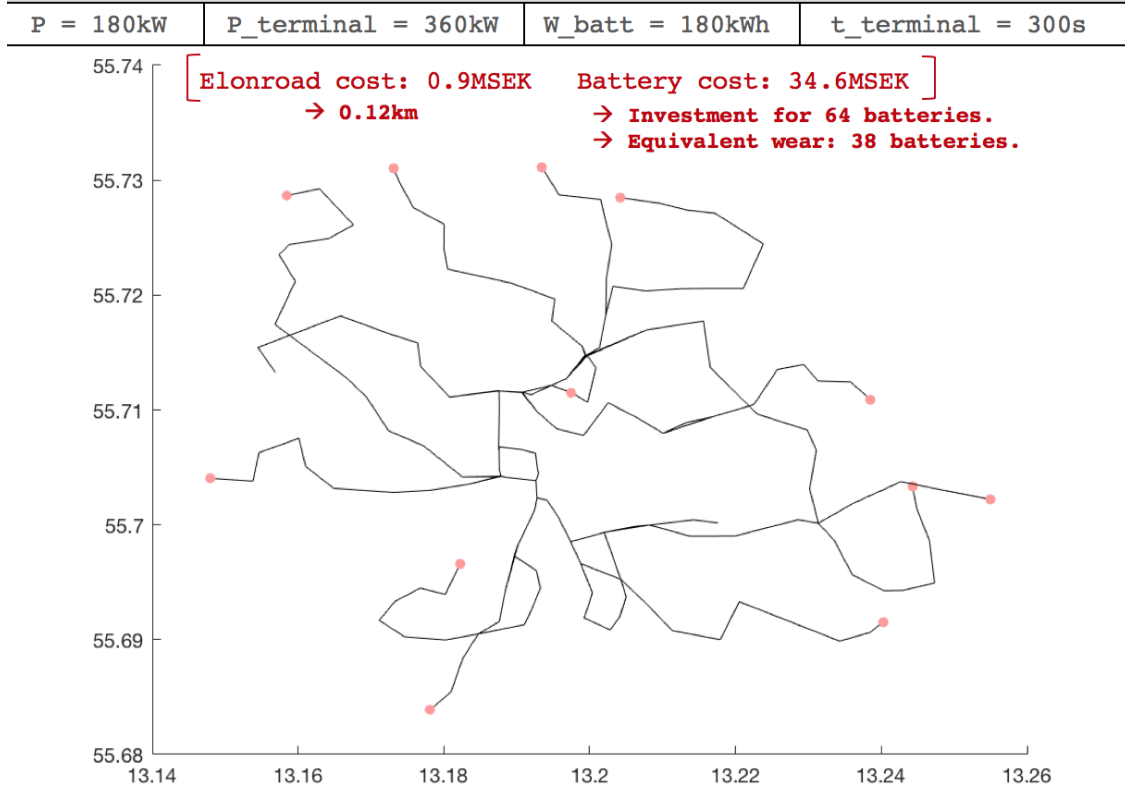 P = 180kW P_terminal = 360kW W_batt = 180kWh t_terminal = 300s
55.74
Elonroad cost: 0.9MSEK Battery cost: 34.6MSEK
→ 0.12km → Investment for 64 batteries.
→ Equivalent wear: 38 batteries.
55.73
55.72
55.71
55.7
55.69
55.68
13.14 13.16 13.18 13.2 13.22 13.24 13.26